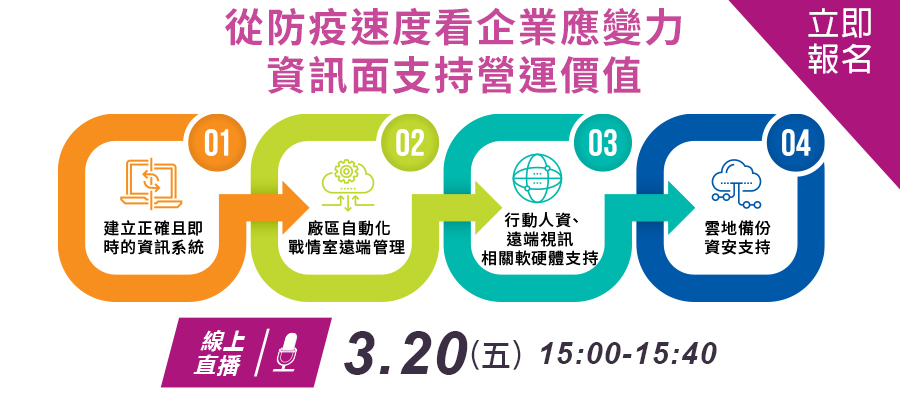 從防疫速度看企業應變力
資訊面支持營運價值
立即
報名
01
建立正確且即
時的資訊系統
02
廠區自動化
戰情室遠端管理
03
行動人資、
遠端視訊
相關軟硬體支持
04
雲地備份
資安支持
線上
直播
3.20(五) 15:00-15:40